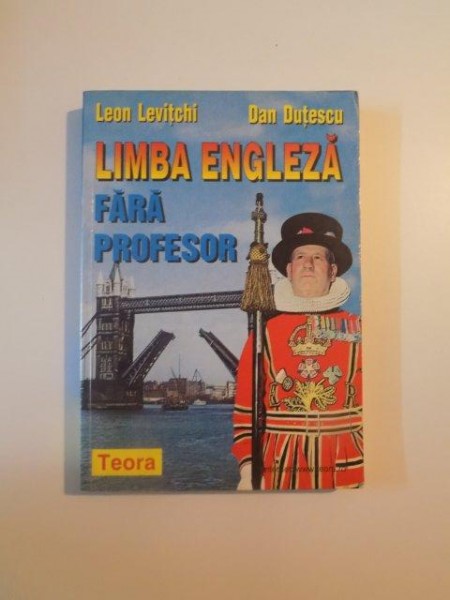 Leon Levițchi Dan Duțescu
LIMBA ENGLEZĂ
FĂRĂ
PROFESOR
Teora